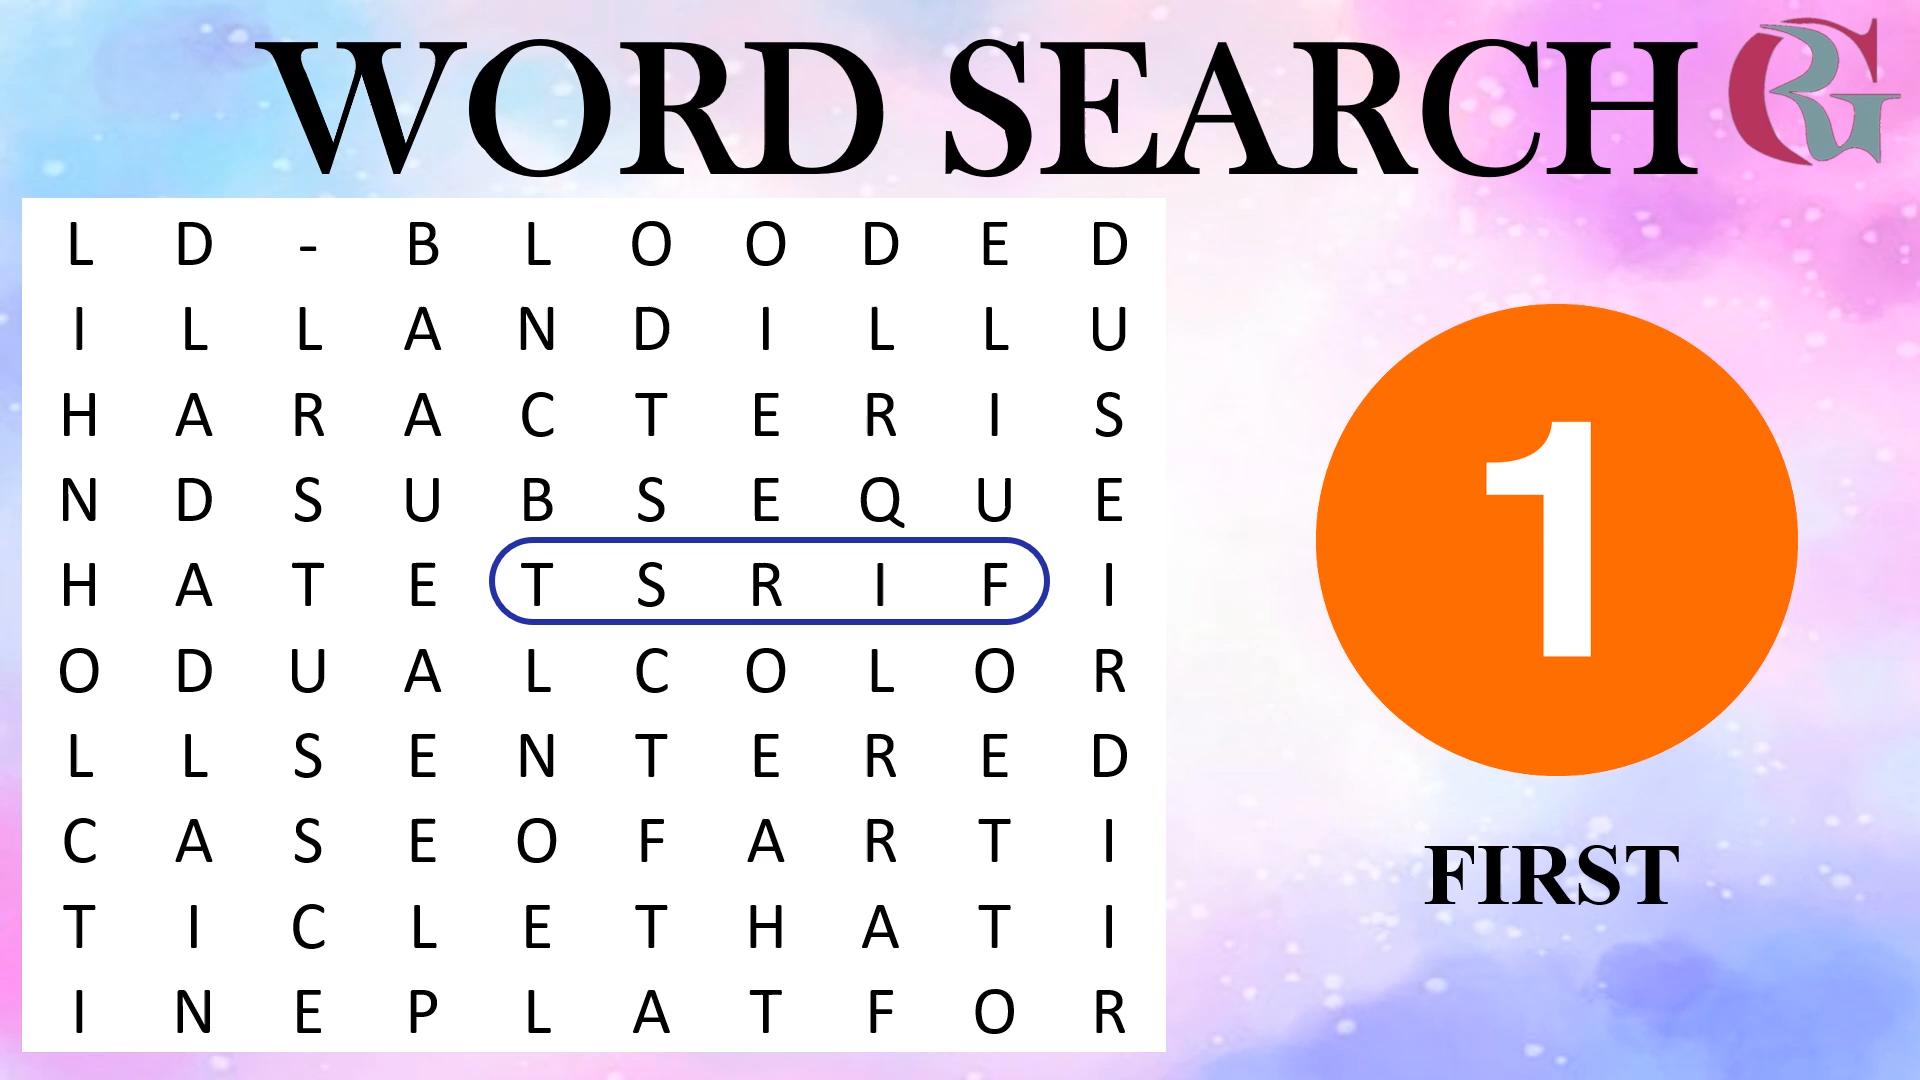 WORD SEARCH
L D - B L O O D E D
I L L A N D I L L U
H A R A C T E R I S
N D S U B S E Q U E
H A T E T S R I F I
O D U A L C O L O R
L L S E N T E R E D
C A S E O F A R T I
T I C L E T H A T I
I N E P L A T F O R
1
FIRST